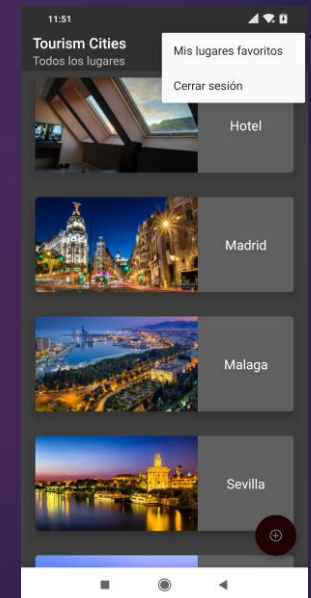 11:51
Tourism Cities
Todos los lugares
Mis lugares favoritos
Cerrar sesión
Hotel
Madrid
Malaga
Sevilla